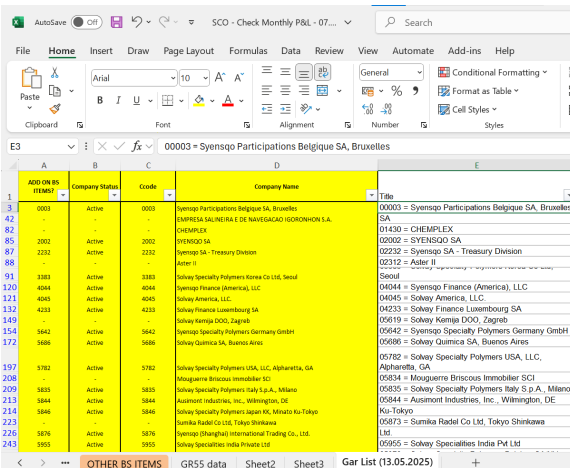 AutoSave Off SCO - Check Monthly P&L - 07.... Search
File Home Insert Draw Page Layout Formulas Data Review View Automate Add-ins Help
Paste Arial 10 A^ A˅ General Conditional Formatting
B I U A ab % 9 Format as Table
Cell Styles
Clipboard Font Alignment Number Styles
E3 fx 00003 = Syensqo Participations Belgique SA, Bruxelles
A B C D E
1 ADD ON BS ITEMS? Company Status Ccode Company Name Title
3 0003 Active 0003 Syensqo Participations Belgique SA, Bruxelles 00003 = Syensqo Participations Belgique SA, Bruxelles
42 - - - EMPRESA SALINEIRA E DE NAVEGACAO IGORONHON S.A. SA
82 - - - CHEMPLEX 01430 = CHEMPLEX
85 2002 Active 2002 SYENSQO SA 02002 = SYENSQO SA
87 2232 Active 2232 Syensqo SA - Treasury Division 02232 = Syensqo SA - Treasury Division
88 - - - Aster II 02312 = Aster II
91 3383 Active 3383 Solvay Specialty Polymers Korea Co Ltd, Seoul Seoul
120 4044 Active 4044 Syensqo Finance (America), LLC 04044 = Syensqo Finance (America), LLC
121 4045 Active 4045 Solvay America, LLC. 04045 = Solvay America, LLC.
132 4233 Active 4233 Solvay Finance Luxembourg SA 04233 = Solvay Finance Luxembourg SA
149 - - - Solvay Kemija DOO, Zagreb 05619 = Solvay Kemija DOO, Zagreb
154 5642 Active 5642 Syensqo Specialty Polymers Germany GmbH 05642 = Syensqo Specialty Polymers Germany GmbH
172 5686 Active 5686 Solvay Quimica SA, Buenos Aires 05686 = Solvay Quimica SA, Buenos Aires
197 5782 Active 5782 Solvay Specialty Polymers USA, LLC, Alpharetta, GA 05782 = Solvay Specialty Polymers USA, LLC, Alpharetta, GA
208 - - - Mouguerre Briscous Immobilier SCI 05834 = Mouguerre Briscous Immobilier SCI
209 5835 Active 5835 Solvay Specialty Polymers Italy S.p.A., Milano 05835 = Solvay Specialty Polymers Italy S.p.A., Milano
213 5844 Active 5844 Ausimont Industries, Inc., Wilmington, DE 05844 = Ausimont Industries, Inc., Wilmington, DE
214 5846 Active 5846 Solvay Specialty Polymers Japan KK, Minato Ku-Tokyo Ku-Tokyo
223 - - - Sumika Radel Co Ltd, Tokyo Shinkawa 05873 = Sumika Radel Co Ltd, Tokyo Shinkawa
226 5876 Active 5876 Syensqo (Shanghai) International Trading Co., Ltd. Ltd.
243 5955 Active 5955 Solvay Specialities India Private Ltd 05955 = Solvay Specialities India Pvt Ltd
OTHER BS ITEMS GR55 data Sheet2 Sheet3 Gar List (13.05.2025)